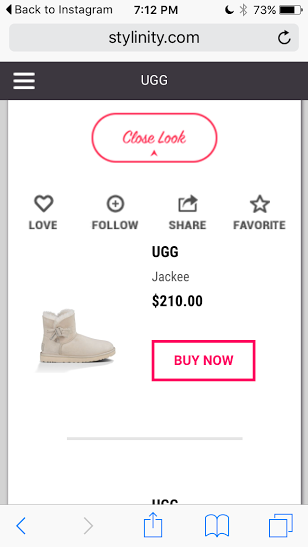 Back to Instagram 7:12 PM 73%
stylinity.com
UGG
Close Look
LOVE FOLLOW SHARE FAVORITE
UGG
Jackee
$210.00
BUY NOW
UGG